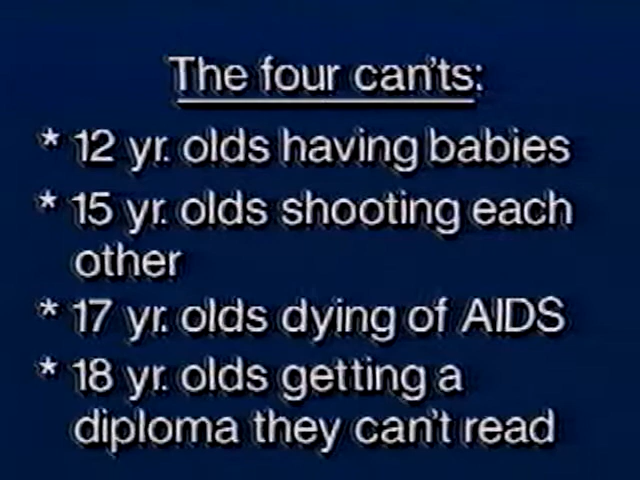 The four can'ts:
* 12 yr. olds having babies
* 15 yr. olds shooting each
other
* 17 yr. olds dying of AIDS
* 18 yr. olds getting a
diploma they can't read